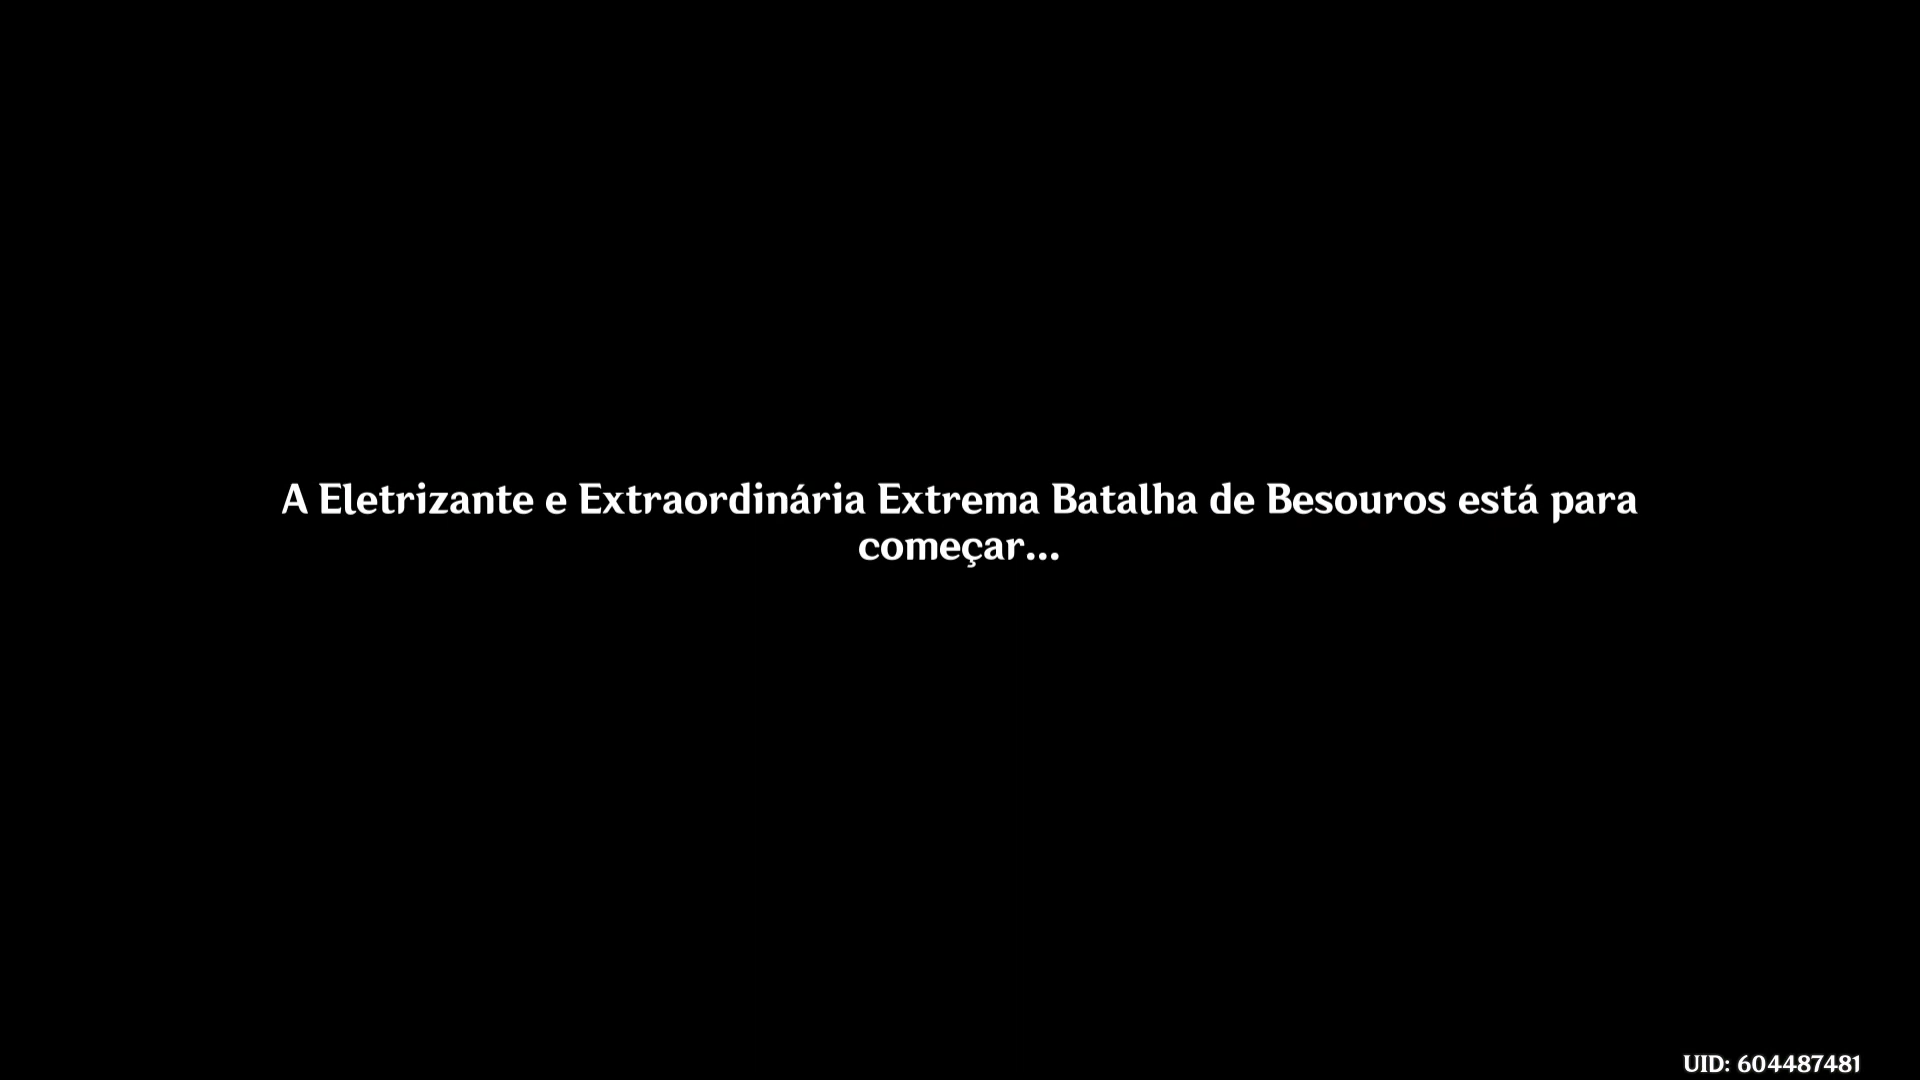 A Eletrizante e Extraordinária Extrema Batalha de Besouros está para
começar...
UID: 604487481